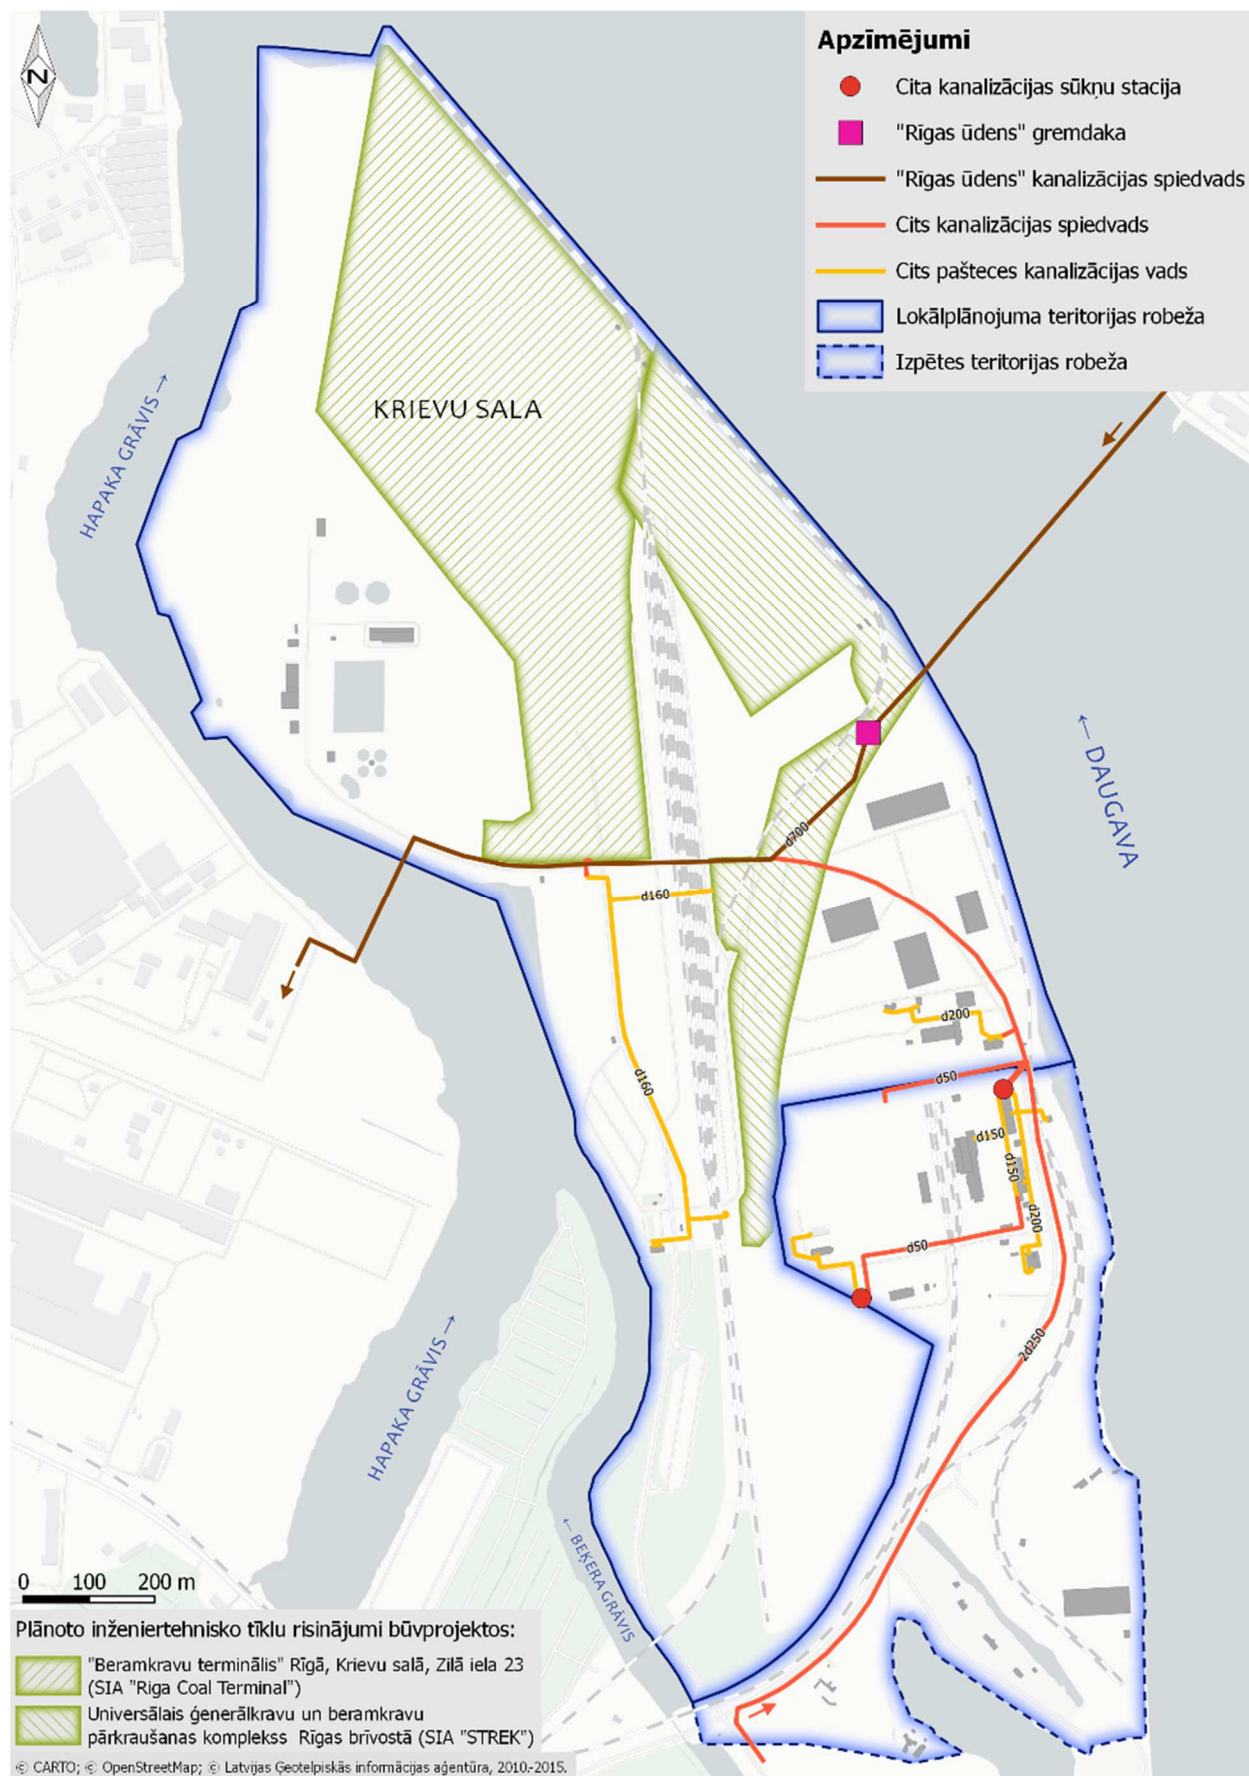 N
Apzīmējumi
Cita kanalizācijas sūkņu stacija
"Rīgas ūdens" gremdaka
"Rīgas ūdens" kanalizācijas spiedvads
Cits kanalizācijas spiedvads
Cits pašteces kanalizācijas vads
Lokālplānojuma teritorijas robeža
Izpētes teritorijas robeža
KRIEVU SALA
HAPAKA GRĀVIS →
← DAUGAVA
d700
d160
d200
d160
d50
d150
d150
d200
d50
2d250
HAPAKA GRĀVIS →
← BEĶERA GRĀVIS
0 100 200 m
Plānoto inženiertehnisko tīklu risinājumi būvprojektos:
"Beramkravu terminālis" Rīgā, Krievu salā, Zilā iela 23
(SIA "Riga Coal Terminal")
Universālais ģenerālkravu un beramkravu
pārkraušanas komplekss Rīgas brīvostā (SIA "STREK")
© CARTO; © OpenStreetMap; © Latvijas Ģeotelpiskās informācijas aģentūra, 2010.-2015.